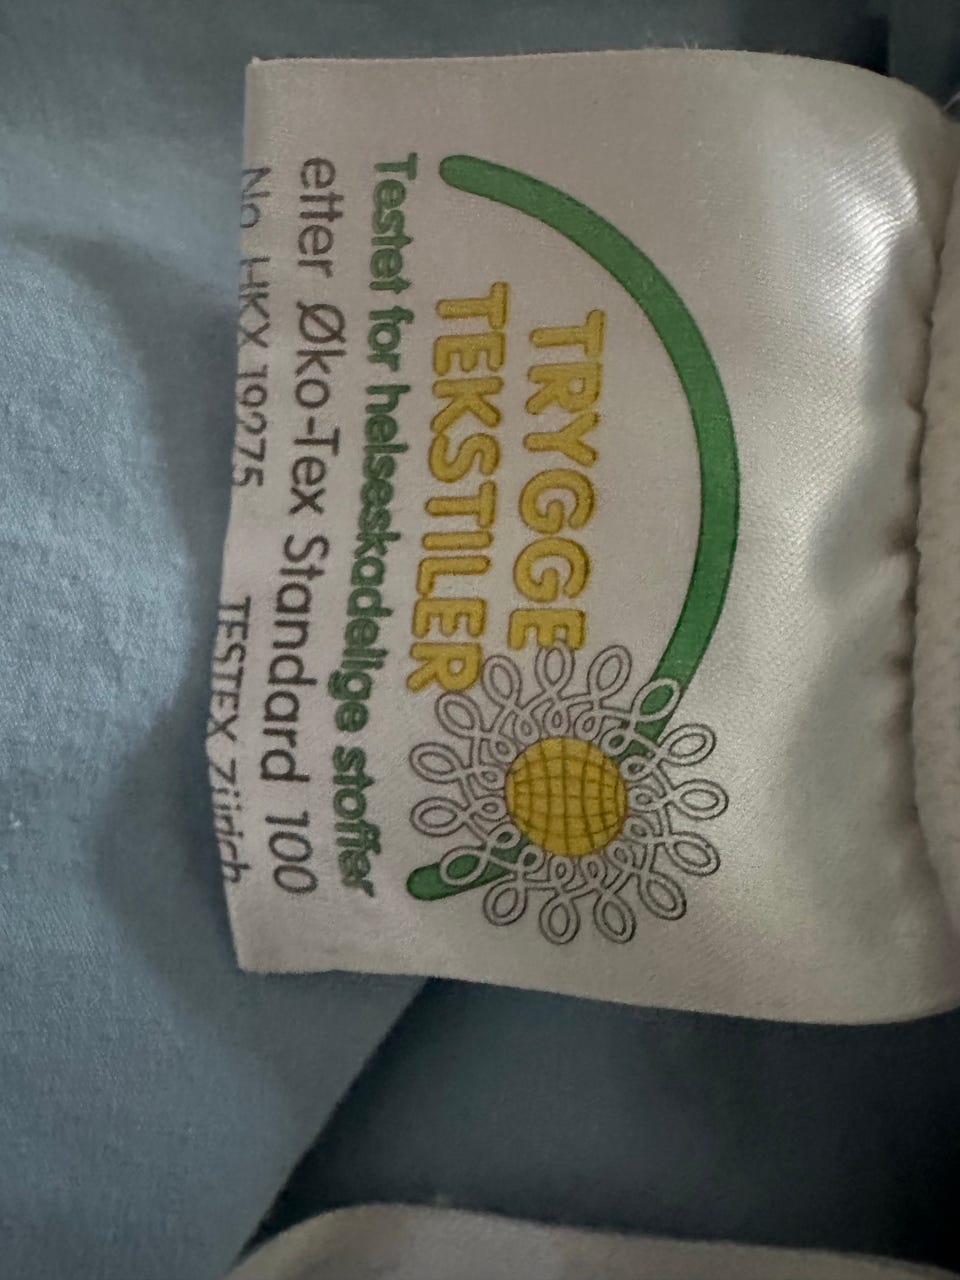 TRYGGE
TEKSTILER
Testet for helseskadelige stoffer
etter Øko-Tex Standard 100
No HKX 19275 TESTEX Zürich